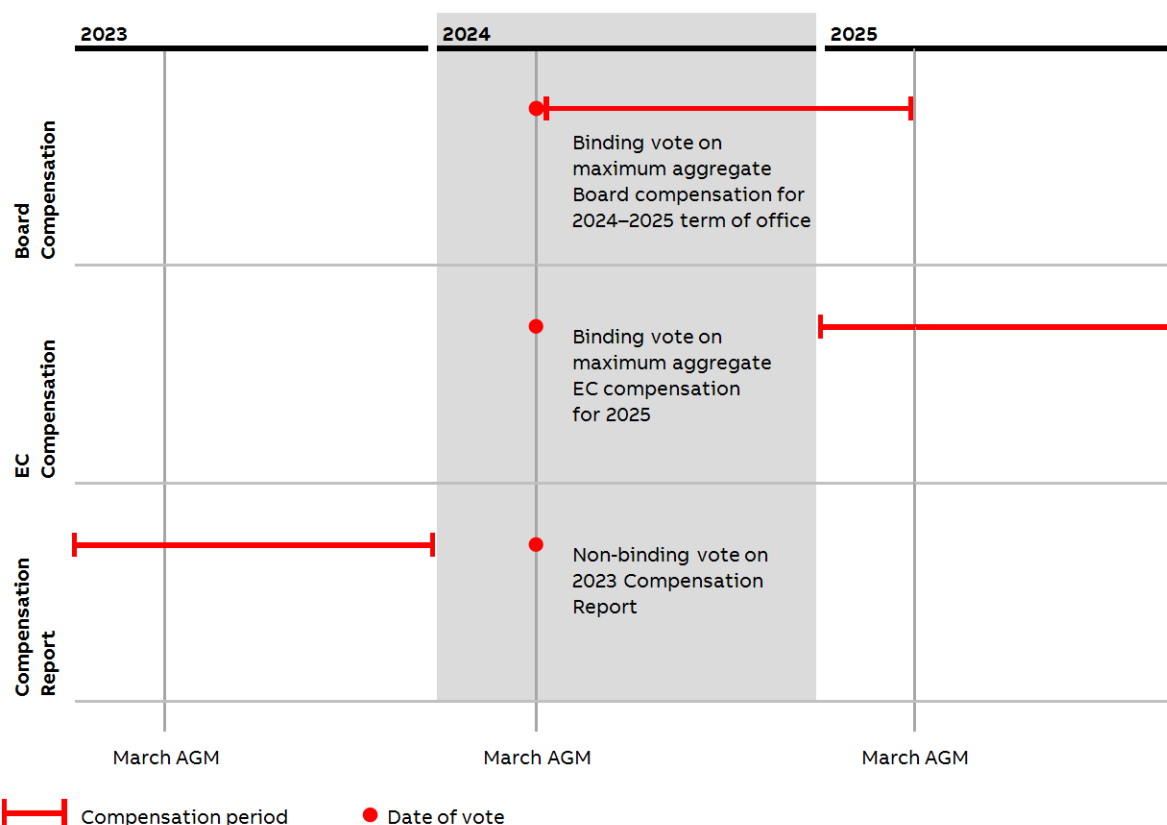 2023
2024
2025
Board
Compensation
Binding vote on
maximum aggregate
Board compensation for
2024–2025 term of office
EC
Compensation
Binding vote on
maximum aggregate
EC compensation
for 2025
Compensation
Report
Non-binding vote on
2023 Compensation
Report
March AGM
March AGM
March AGM
Compensation period
Date of vote